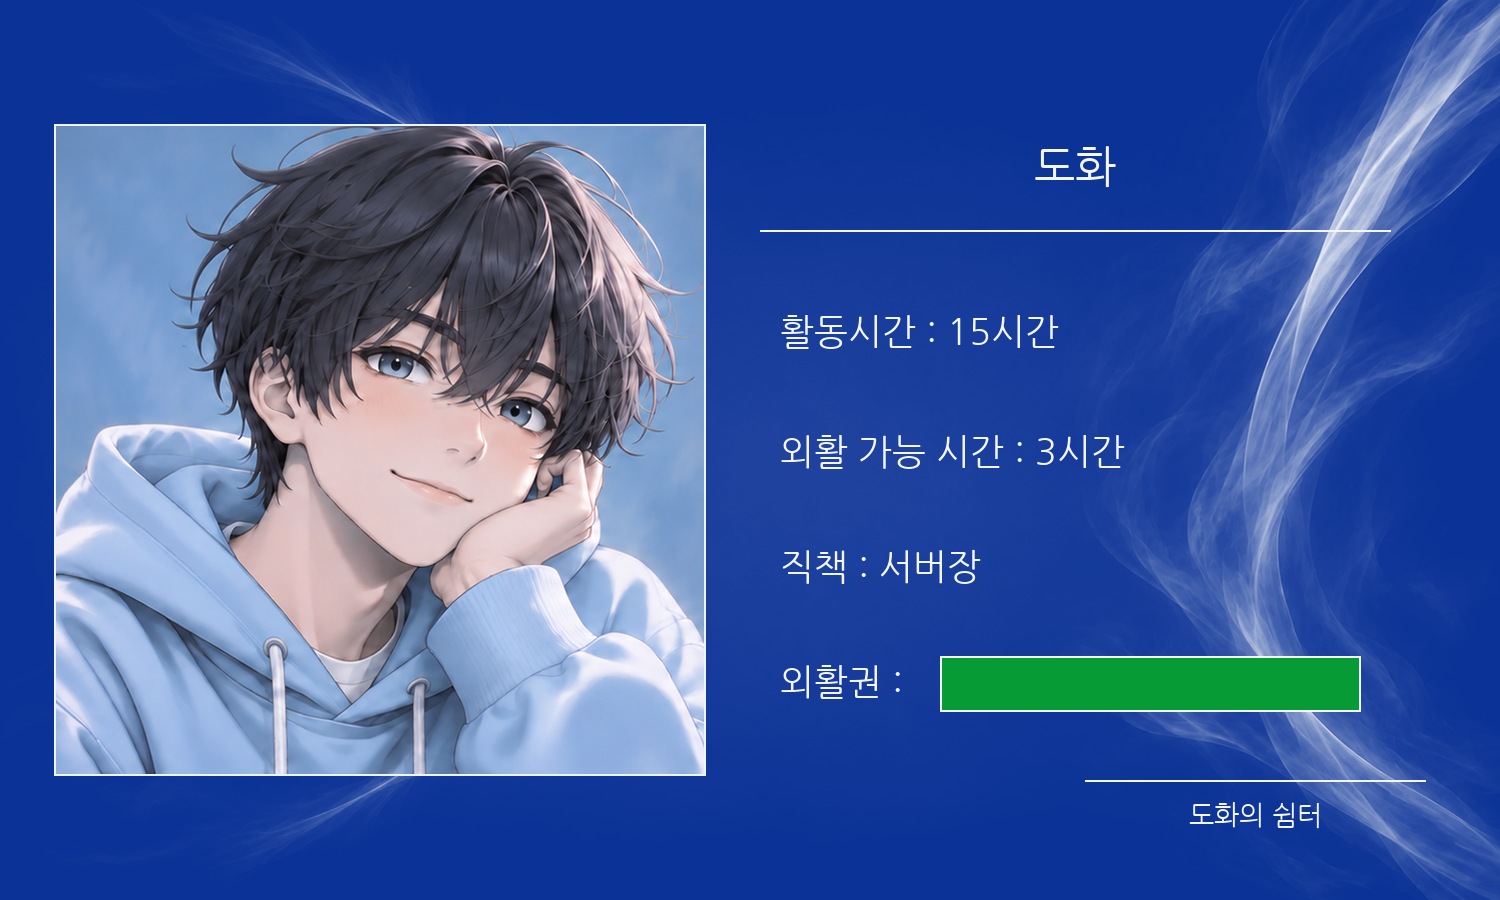 도화
활동시간 : 15시간
외활 가능 시간 : 3시간
직책 : 서버장
외활권 :
도화의 쉼터